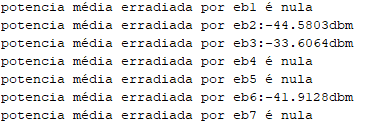 potencia média erradiada por eb1 é nula
potencia média erradiada por eb2:-44.5803dbm
potencia média erradiada por eb3:-33.6064dbm
potencia média erradiada por eb4 é nula
potencia média erradiada por eb5 é nula
potencia média erradiada por eb6:-41.9128dbm
potencia média erradiada por eb7 é nula